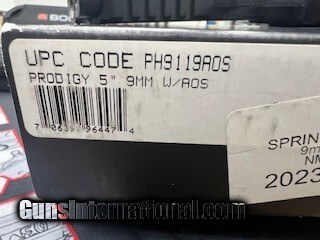 UPC CODE PH9119AOS
PRODIGY 5" 9MM W/AOS
SPRIN
9m
NM
2023
GunsInternational.com